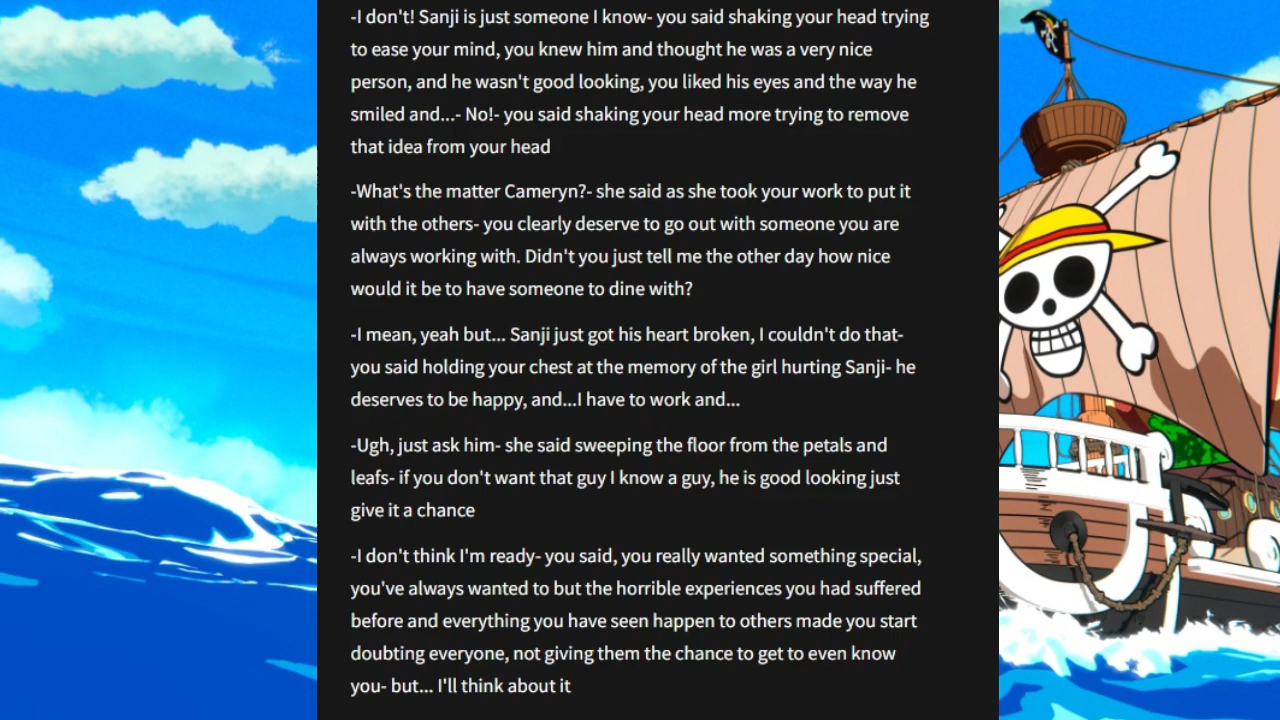 -I don't! Sanji is just someone I know- you said shaking your head trying
to ease your mind, you knew him and thought he was a very nice
person, and he wasn't good looking, you liked his eyes and the way he
smiled and...- No!- you said shaking your head more trying to remove
that idea from your head
-What's the matter Cameryn?- she said as she took your work to put it
with the others- you clearly deserve to go out with someone you are
always working with. Didn't you just tell me the other day how nice
would it be to have someone to dine with?
-I mean, yeah but... Sanji just got his heart broken, I couldn't do that-
you said holding your chest at the memory of the girl hurting Sanji- he
deserves to be happy, and...I have to work and...
-Ugh, just ask him- she said sweeping the floor from the petals and
leafs- if you don't want that guy I know a guy, he is good looking just
give it a chance
-I don't think I'm ready- you said, you really wanted something special,
you've always wanted to but the horrible experiences you had suffered
before and everything you have seen happen to others made you start
doubting everyone, not giving them the chance to get to even know
you- but... I'll think about it